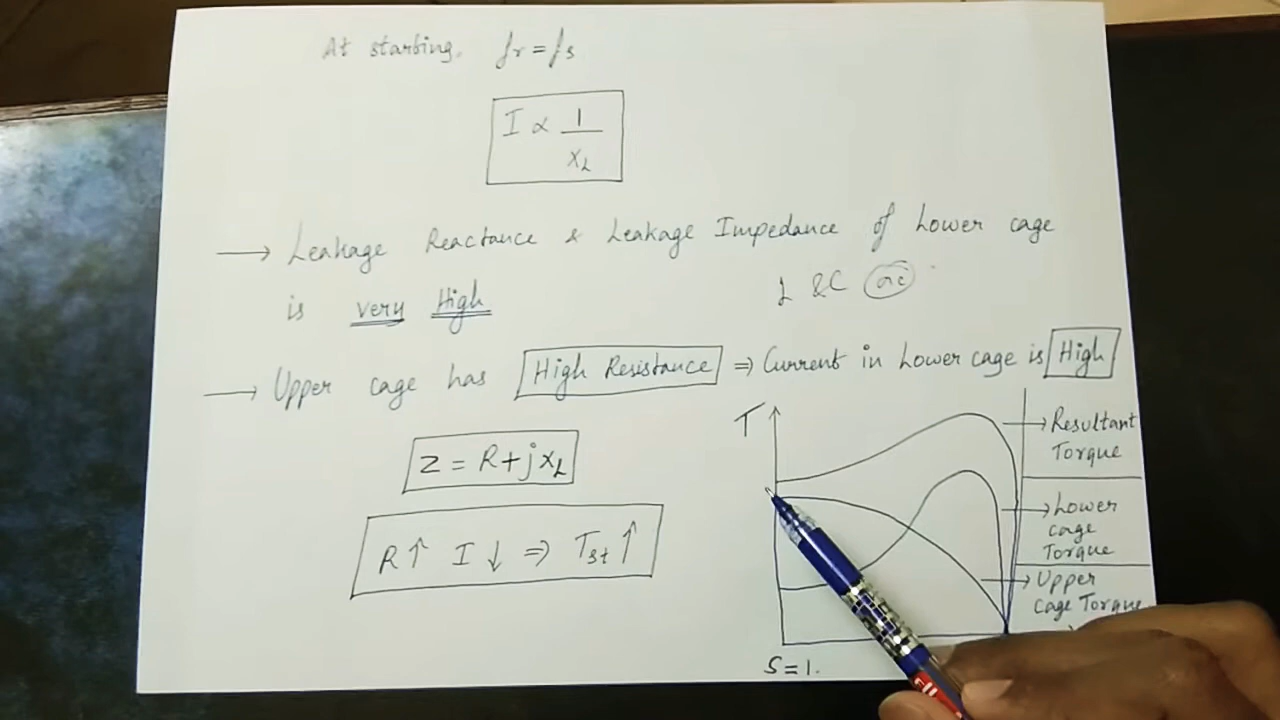 At starting. fr = fs
I ∝ 1/XL
→ Leakage Reactance & Leakage Impedance of Lower cage
is very High
L & C
→ Upper cage has High Resistance ⇒ Current in Lower cage is High
Z = R + jXL
R↑ I↓ ⇒ Tst↑
T
Resultant
Torque
Lower
cage
Torque
Upper
cage Torque
S = 1.